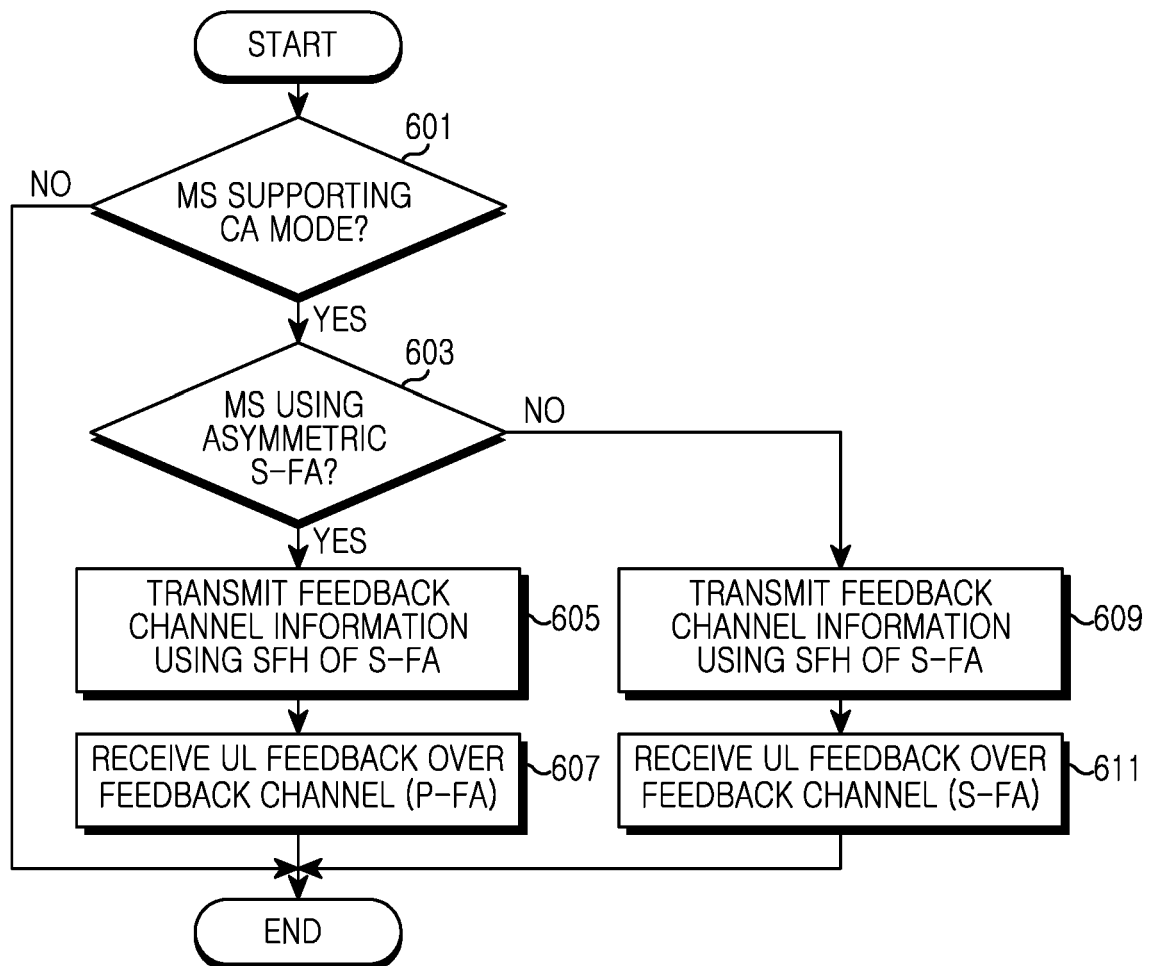 START
601
NO
MS SUPPORTING
CA MODE?
YES
603
MS USING
ASYMMETRIC
S-FA?
NO
YES
TRANSMIT FEEDBACK
CHANNEL INFORMATION
USING SFH OF S-FA
605
TRANSMIT FEEDBACK
CHANNEL INFORMATION
USING SFH OF S-FA
609
RECEIVE UL FEEDBACK OVER
FEEDBACK CHANNEL (P-FA)
607
RECEIVE UL FEEDBACK OVER
FEEDBACK CHANNEL (S-FA)
611
END